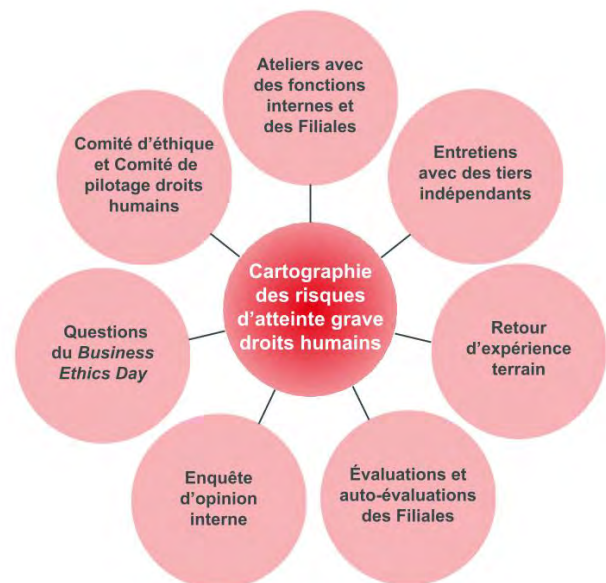 Ateliers avec
des fonctions
internes et
des Filiales
Comité d'éthique
et Comité de
pilotage droits
humains
Entretiens
avec des tiers
indépendants
Cartographie
des risques
d'atteinte grave
droits humains
Questions
du Business
Ethics Day
Retour
d'expérience
terrain
Enquête
d'opinion
interne
Évaluations et
auto-évaluations
des Filiales